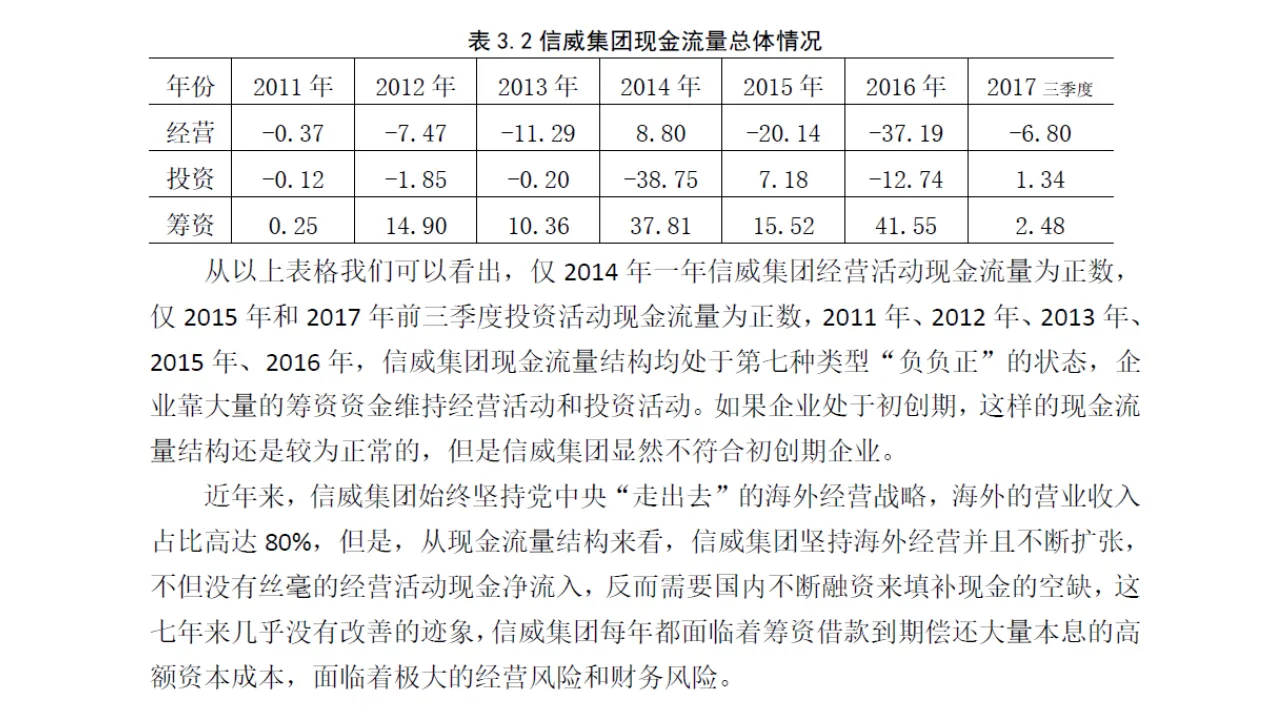 表 3.2 信威集团现金流量总体情况
年份 2011 年 2012 年 2013 年 2014 年 2015 年 2016 年 2017 三季度
经营 -0.37 -7.47 -11.29 8.80 -20.14 -37.19 -6.80
投资 -0.12 -1.85 -0.20 -38.75 7.18 -12.74 1.34
筹资 0.25 14.90 10.36 37.81 15.52 41.55 2.48
从以上表格我们可以看出，仅 2014 年一年信威集团经营活动现金流量为正数，
仅 2015 年和 2017 年前三季度投资活动现金流量为正数，2011 年、2012 年、2013 年、
2015 年、2016 年，信威集团现金流量结构均处于第七种类型“负负正”的状态，企
业靠大量的筹资资金维持经营活动和投资活动。如果企业处于初创期，这样的现金流
量结构还是较为正常的，但是信威集团显然不符合初创期企业。
近年来，信威集团始终坚持党中央“走出去”的海外经营战略，海外的营业收入
占比高达 80%，但是，从现金流量结构来看，信威集团坚持海外经营并且不断扩张，
不但没有丝毫的经营活动现金净流入，反而需要国内不断融资来填补现金的空缺，这
七年来几乎没有改善的迹象，信威集团每年都面临着筹资借款到期偿还大量本息的高
额资本成本，面临着极大的经营风险和财务风险。